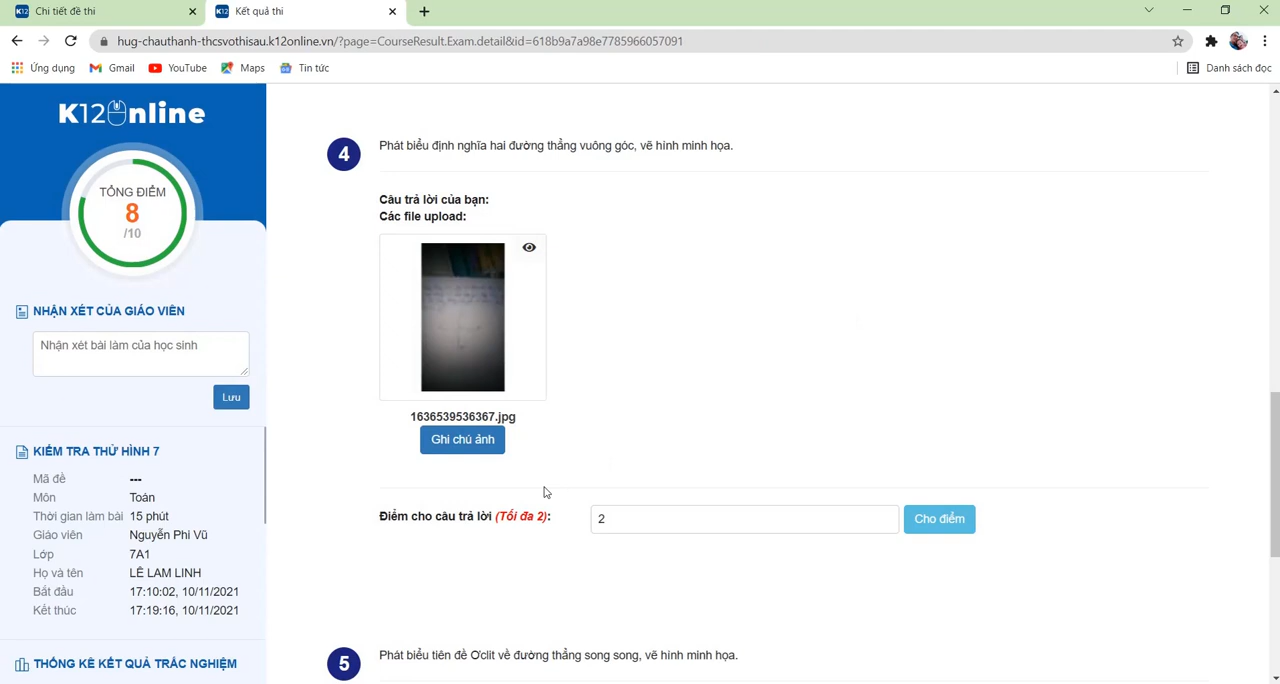 Chi tiết đề thi
Kết quả thi
hug-chauthanh-thcsvothisau.k12online.vn/?page=CourseResult.Exam.detail&id=618b9a7a98e7785966057091
Ứng dụng
Gmail
YouTube
Maps
Tin tức
Danh sách đọc
K12Online
TỔNG ĐIỂM
8
/10
NHẬN XÉT CỦA GIÁO VIÊN
Nhận xét bài làm của học sinh
Lưu
KIỂM TRA THỬ HÌNH 7
Mã đề ---
Môn Toán
Thời gian làm bài 15 phút
Giáo viên Nguyễn Phi Vũ
Lớp 7A1
Họ và tên LÊ LAM LINH
Bắt đầu 17:10:02, 10/11/2021
Kết thúc 17:19:16, 10/11/2021
THỐNG KÊ KẾT QUẢ TRẮC NGHIỆM
4 Phát biểu định nghĩa hai đường thẳng vuông góc, vẽ hình minh họa.
Câu trả lời của bạn:
Các file upload:
1636539536367.jpg
Ghi chú ảnh
Điểm cho câu trả lời (Tối đa 2): 2 Cho điểm
5 Phát biểu tiên đề Ơclit về đường thẳng song song, vẽ hình minh họa.